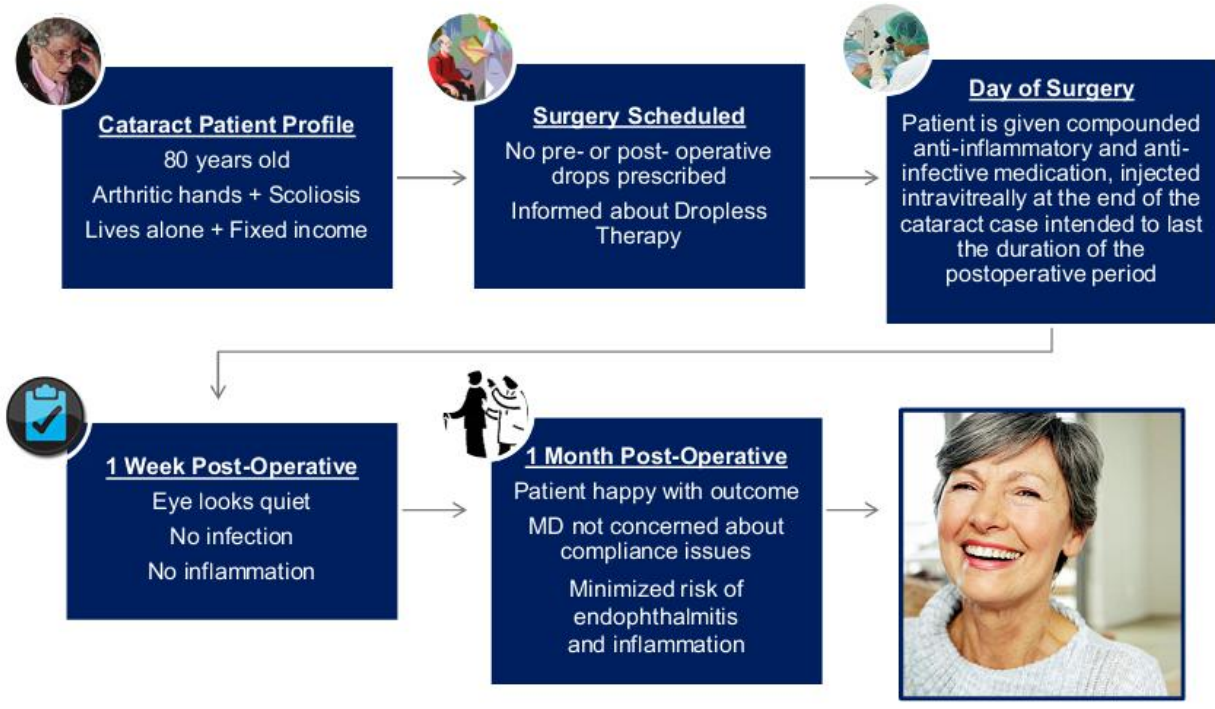 Cataract Patient Profile
80 years old
Arthritic hands + Scoliosis
Lives alone + Fixed income
Surgery Scheduled
No pre- or post- operative
drops prescribed
Informed about Dropless
Therapy
Day of Surgery
Patient is given compounded
anti-inflammatory and anti-
infective medication, injected
intravitreally at the end of the
cataract case intended to last
the duration of the
postoperative period
1 Week Post-Operative
Eye looks quiet
No infection
No inflammation
1 Month Post-Operative
Patient happy with outcome
MD not concerned about
compliance issues
Minimized risk of
endophthalmitis
and inflammation